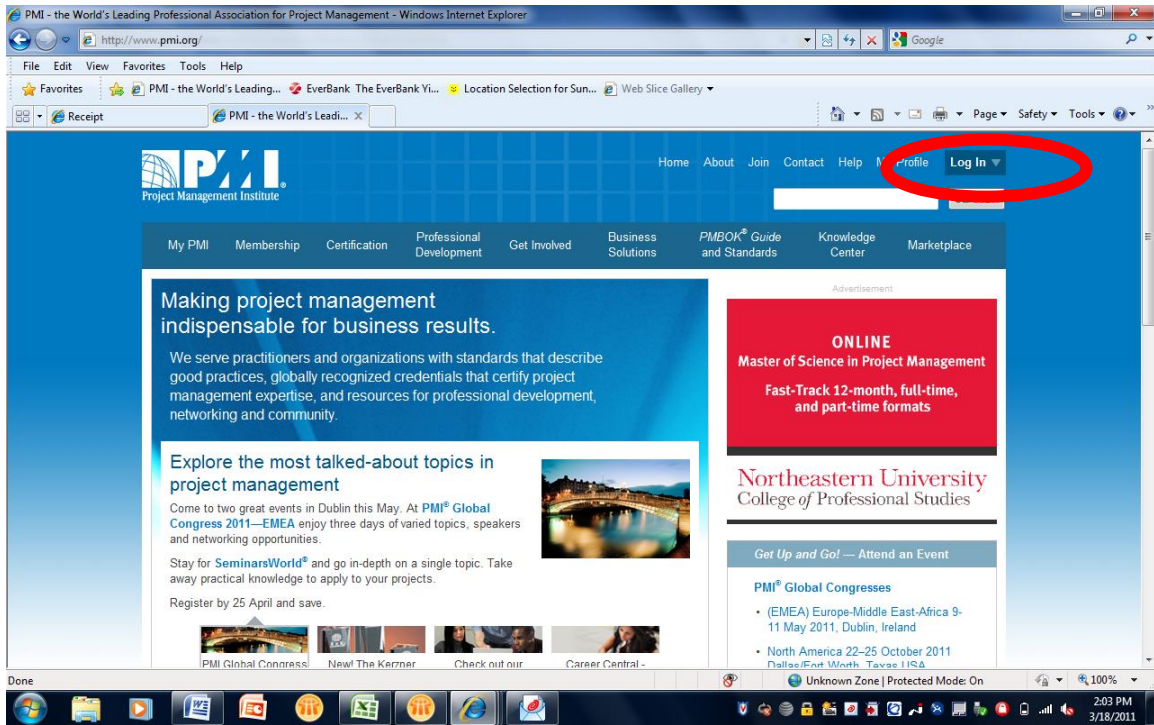 PMI - the World's Leading Professional Association for Project Management - Windows Internet Explorer
http://www.pmi.org/
Google
File Edit View Favorites Tools Help
Favorites PMI - the World's Leading... EverBank The EverBank Yi... Location Selection for Sun... Web Slice Gallery
Receipt PMI - the World's Leadi... X
Page Safety Tools
PMI®
Project Management Institute
Home About Join Contact Help Profile Log In
My PMI Membership Certification Professional Development Get Involved Business Solutions PMBOK® Guide and Standards Knowledge Center Marketplace
Making project management
indispensable for business results.
We serve practitioners and organizations with standards that describe
good practices, globally recognized credentials that certify project
management expertise, and resources for professional development,
networking and community.
Explore the most talked-about topics in
project management
Come to two great events in Dublin this May. At PMI® Global
Congress 2011—EMEA enjoy three days of varied topics, speakers
and networking opportunities.
Stay for SeminarsWorld® and go in-depth on a single topic. Take
away practical knowledge to apply to your projects.
Register by 25 April and save.
PMI Global Congress New! The Kerzner Check out our Career Central -
Advertisement
ONLINE
Master of Science in Project Management
Fast-Track 12-month, full-time,
and part-time formats
Northeastern University
College of Professional Studies
Get Up and Go! — Attend an Event
PMI® Global Congresses
• (EMEA) Europe-Middle East-Africa 9-
11 May 2011, Dublin, Ireland
• North America 22–25 October 2011
Dallas/Fort Worth, Texas USA
Done
Unknown Zone | Protected Mode: On
100%
2:03 PM
3/18/2011